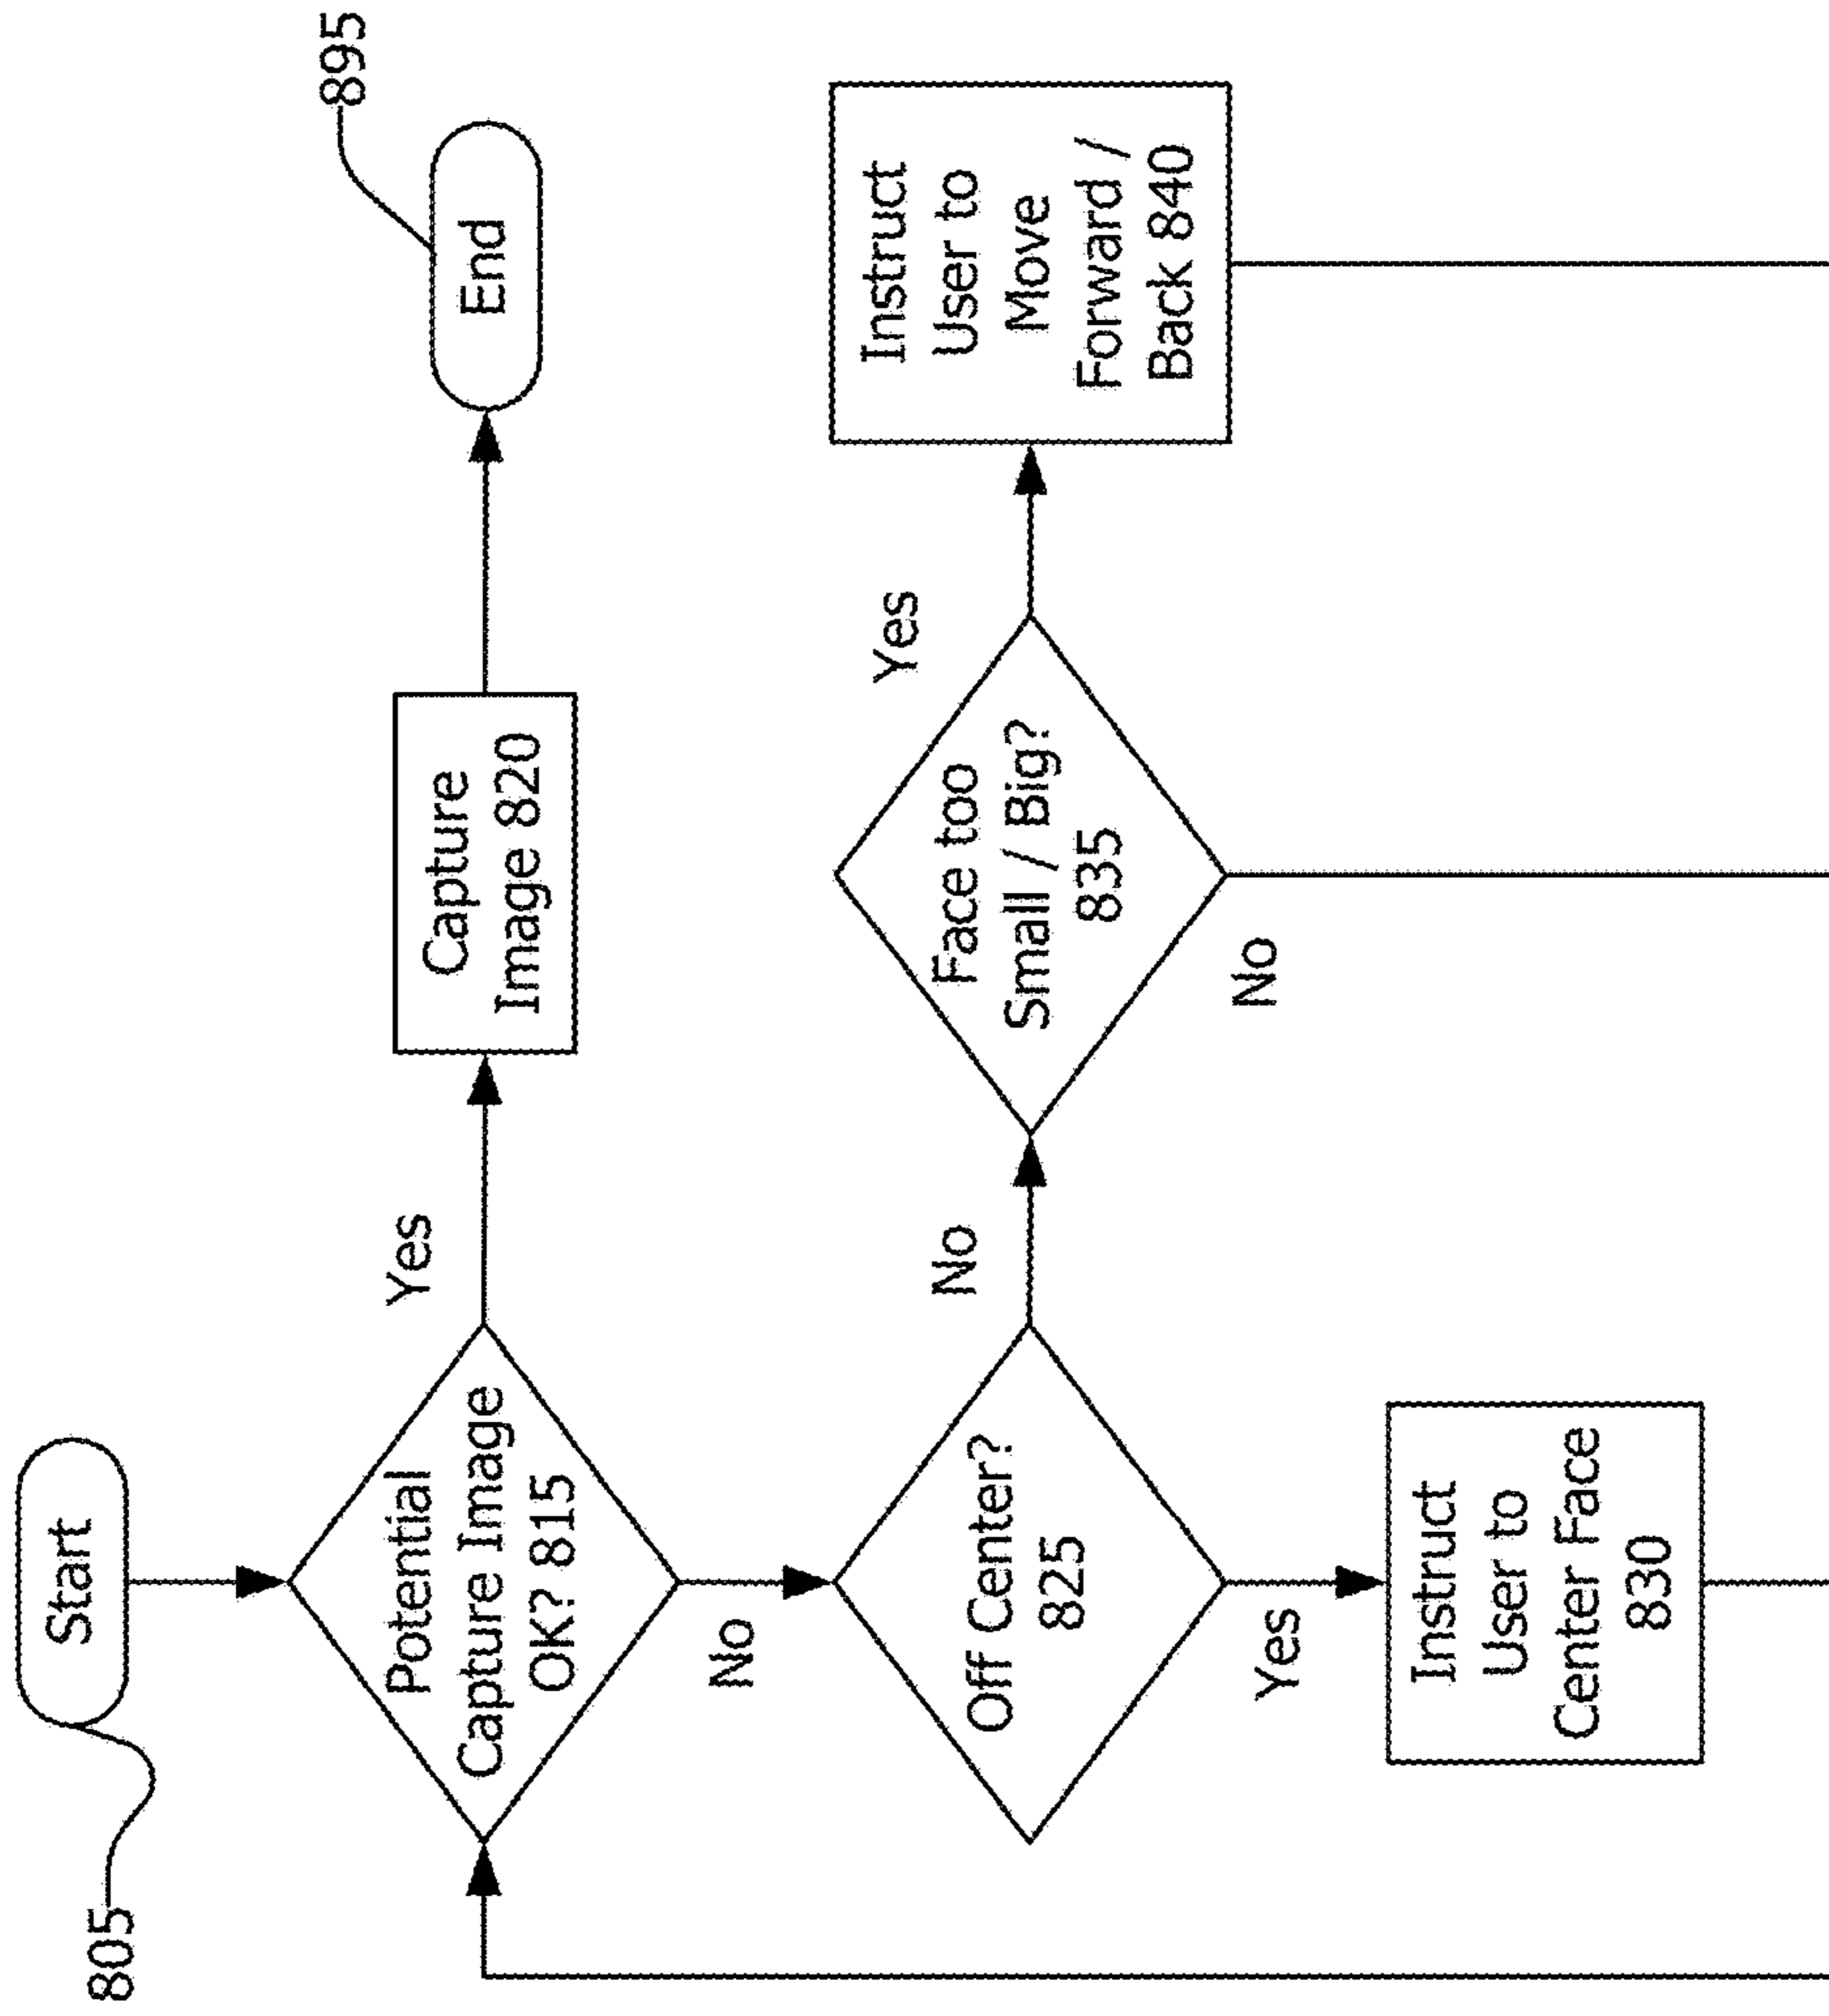 805
Start
Potential
Capture Image
OK? 815
Yes
Capture
Image 820
End
895
No
Off Center?
825
No
Face too
Small / Big?
835
Yes
Instruct
User to
Move
Forward /
Back 840
Yes
No
Instruct
User to
Center Face
830